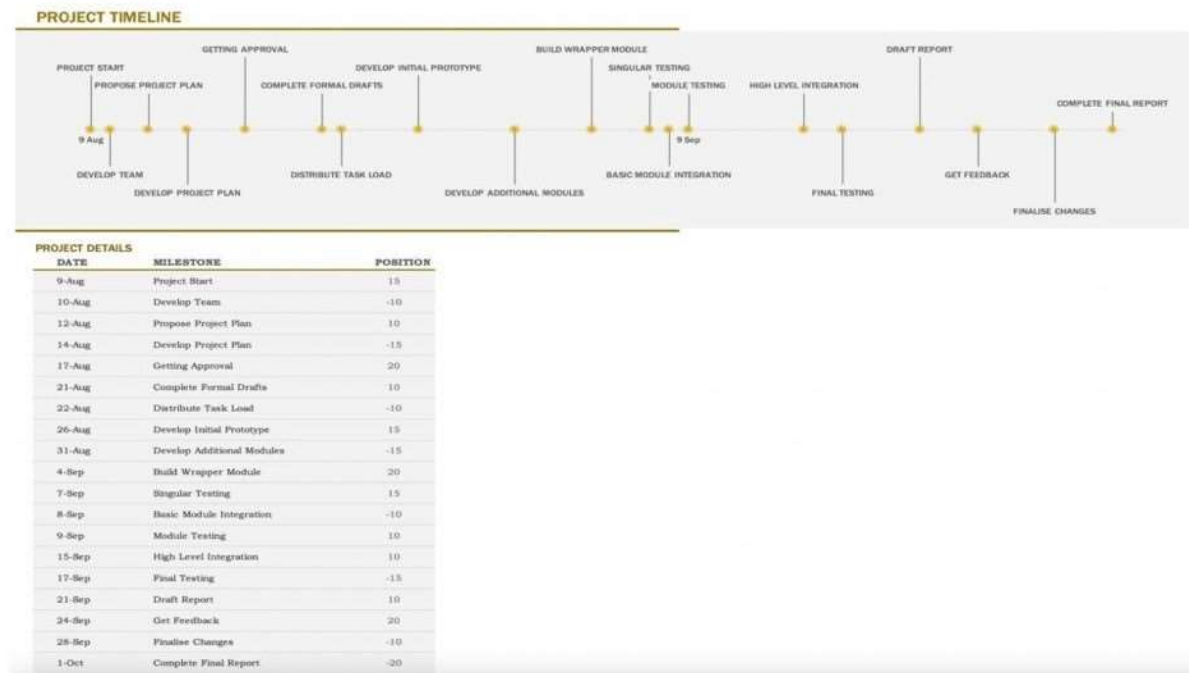 PROJECT TIMELINE
GETTING APPROVAL
BUILD WRAPPER MODULE
DRAFT REPORT
PROJECT START
DEVELOP INITIAL PROTOTYPE
SINGULAR TESTING
PROPOSE PROJECT PLAN
COMPLETE FORMAL DRAFTS
MODULE TESTING
HIGH LEVEL INTEGRATION
COMPLETE FINAL REPORT
9 Aug
9 Sep
DEVELOP TEAM
DISTRIBUTE TASK LOAD
BASIC MODULE INTEGRATION
GET FEEDBACK
DEVELOP PROJECT PLAN
DEVELOP ADDITIONAL MODULES
FINAL TESTING
FINALISE CHANGES
PROJECT DETAILS
DATE MILESTONE POSITION
9-Aug Project Start 15
10-Aug Develop Team -10
12-Aug Propose Project Plan 10
14-Aug Develop Project Plan -15
17-Aug Getting Approval 20
21-Aug Complete Formal Drafts 10
22-Aug Distribute Task Load -10
26-Aug Develop Initial Prototype 15
31-Aug Develop Additional Modules -15
4-Sep Build Wrapper Module 20
7-Sep Singular Testing 15
8-Sep Basic Module Integration -10
9-Sep Module Testing 10
15-Sep High Level Integration 10
17-Sep Final Testing -15
21-Sep Draft Report 10
24-Sep Get Feedback 20
28-Sep Finalise Changes -10
1-Oct Complete Final Report -20